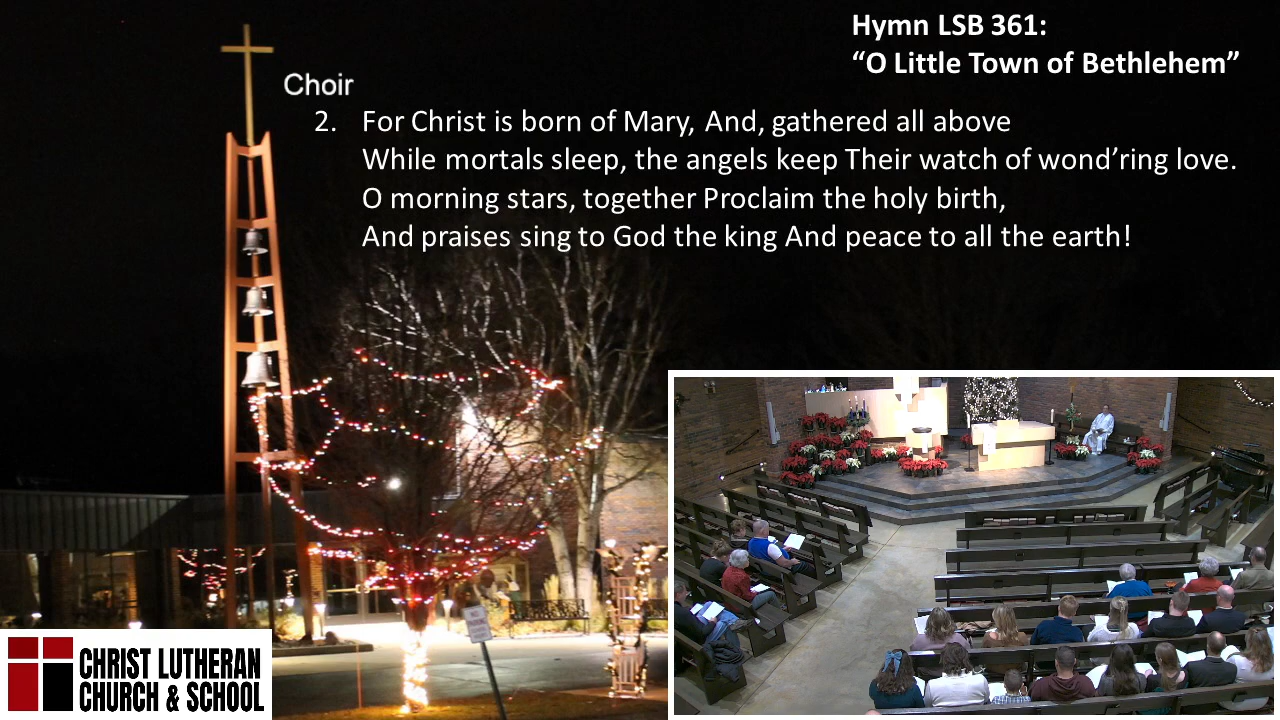 Hymn LSB 361:
“O Little Town of Bethlehem”
Choir
2. For Christ is born of Mary, And, gathered all above
While mortals sleep, the angels keep Their watch of wond’ring love.
O morning stars, together Proclaim the holy birth,
And praises sing to God the king And peace to all the earth!
CHRIST LUTHERAN
CHURCH & SCHOOL